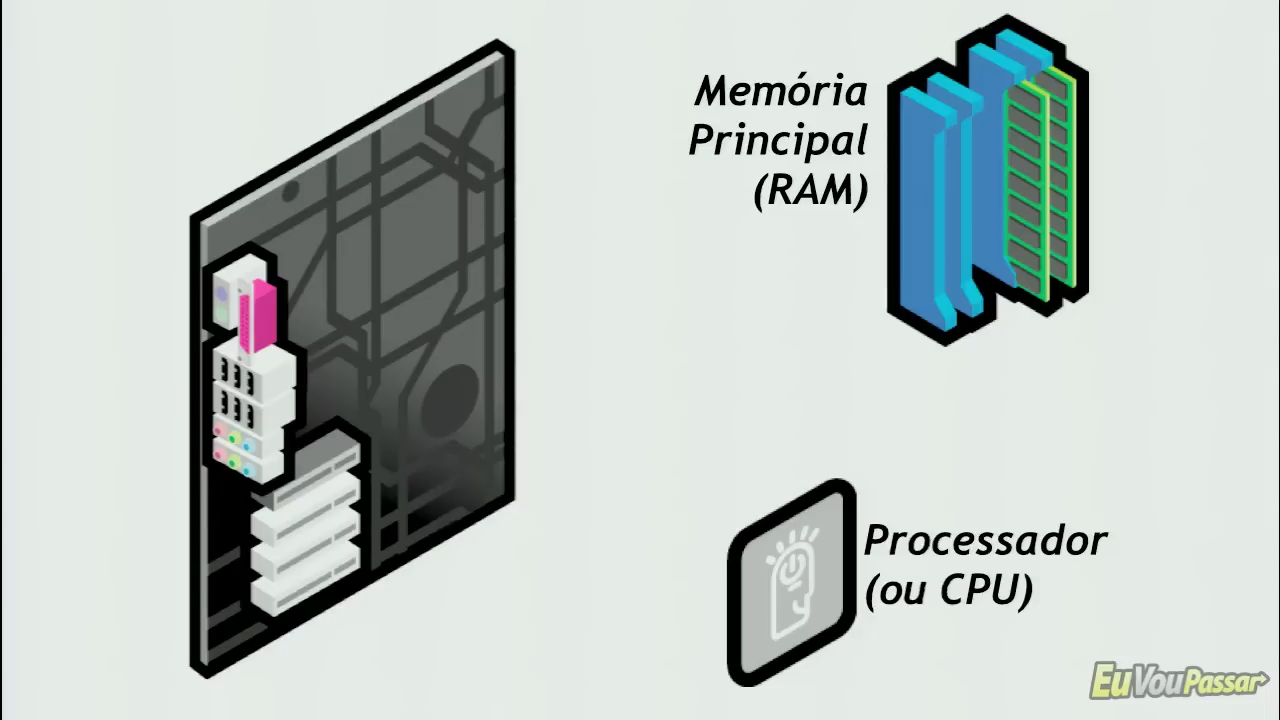 Memória
Principal
(RAM)
Processador
(ou CPU)
EuVouPassar